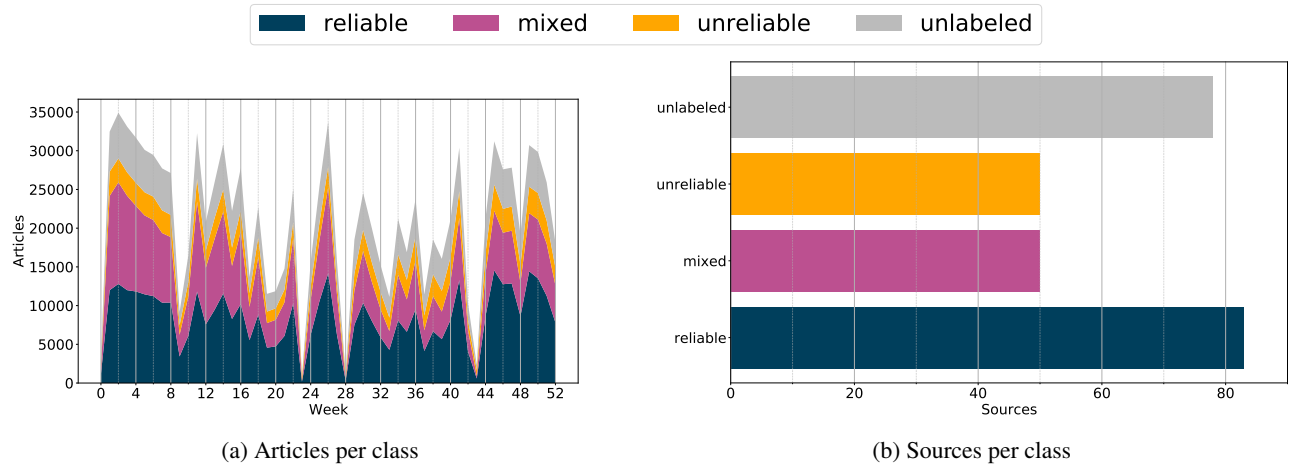 reliable mixed unreliable unlabeled
35000
30000
25000
20000
15000
10000
5000
0
Articles
0 4 8 12 16 20 24 28 32 36 40 44 48 52
Week
(a) Articles per class
unlabeled
unreliable
mixed
reliable
0 20 40 60 80
Sources
(b) Sources per class